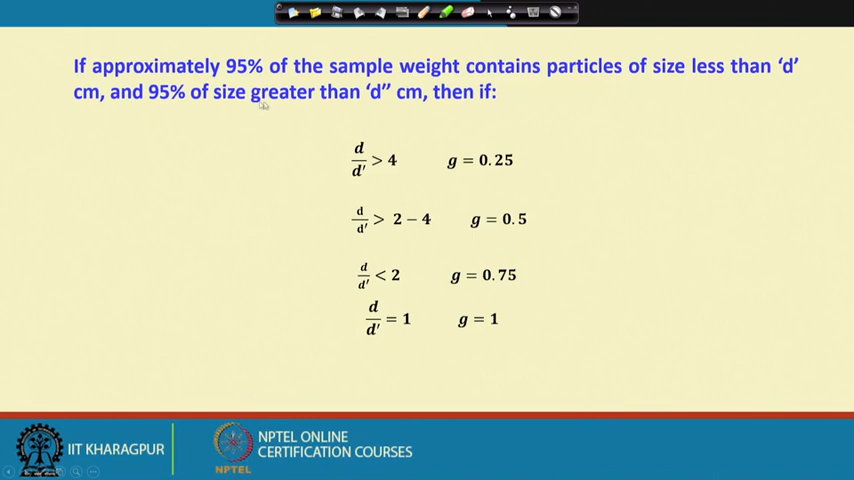 If approximately 95% of the sample weight contains particles of size less than ‘d’
cm, and 95% of size greater than ‘d’’ cm, then if:
d/d' > 4 g = 0.25
d/d' > 2 − 4 g = 0.5
d/d' < 2 g = 0.75
d/d' = 1 g = 1
IIT KHARAGPUR
NPTEL
NPTEL ONLINE
CERTIFICATION COURSES